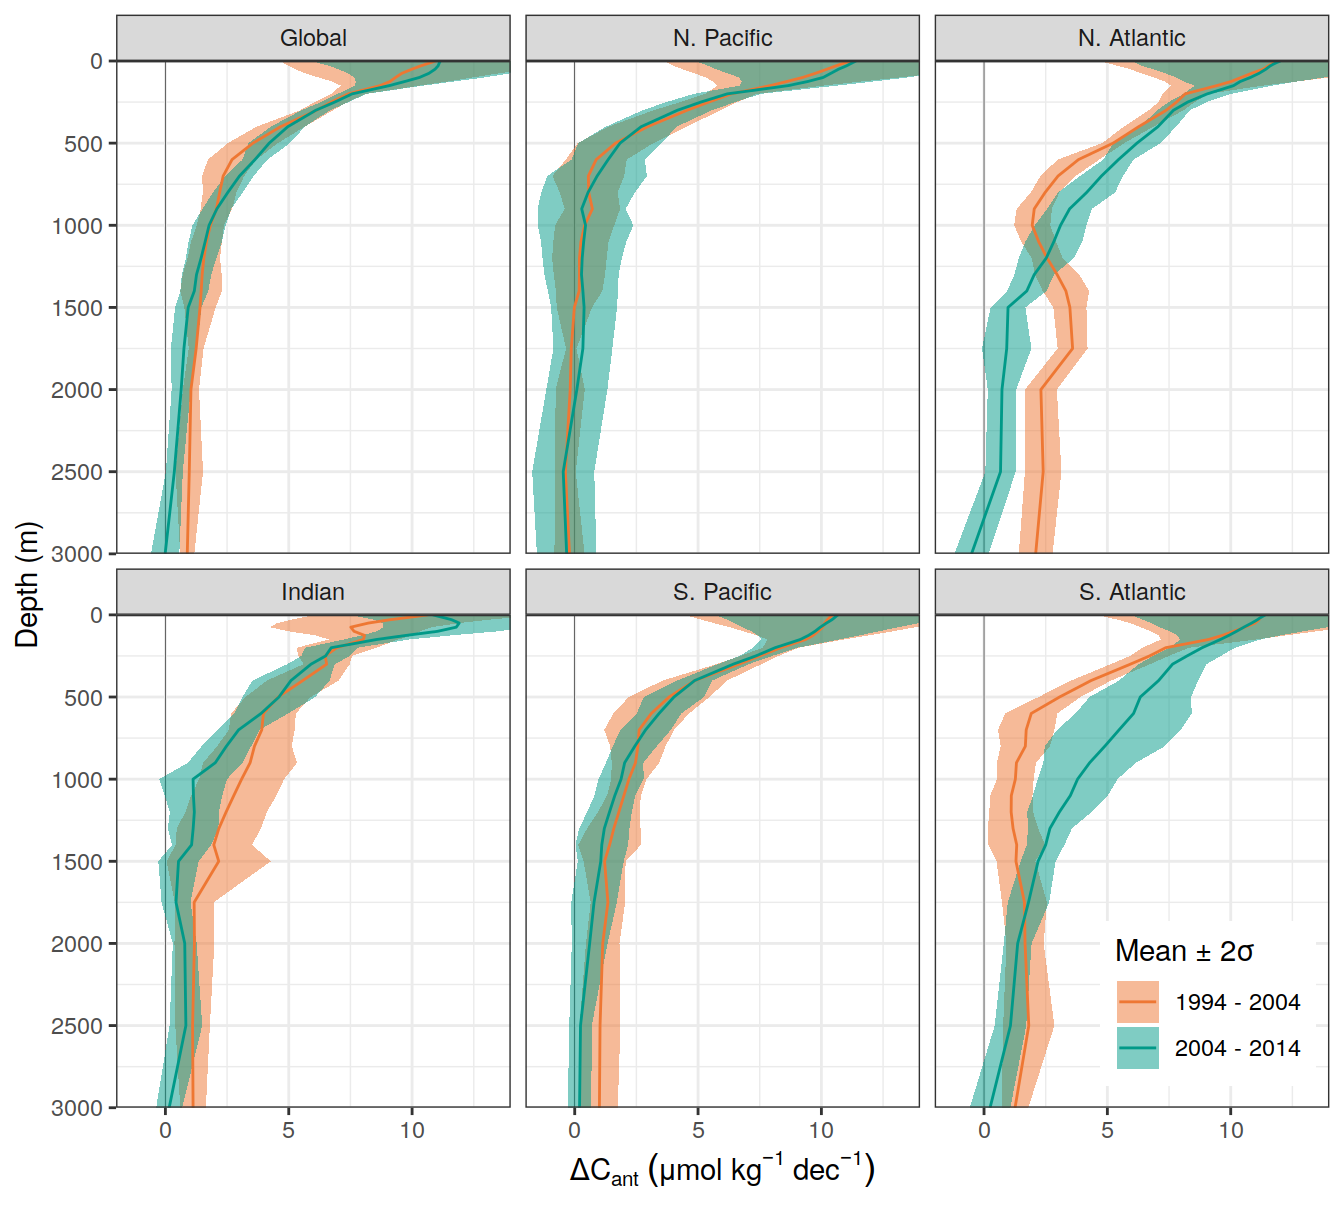 Global
N. Pacific
N. Atlantic
0
500
1000
1500
2000
2500
3000
Depth (m)
Indian
S. Pacific
S. Atlantic
0
500
1000
1500
2000
2500
3000
Mean ± 2σ
1994 - 2004
2004 - 2014
0 5 10 0 5 10 0 5 10
ΔCant (μmol kg⁻¹ dec⁻¹)